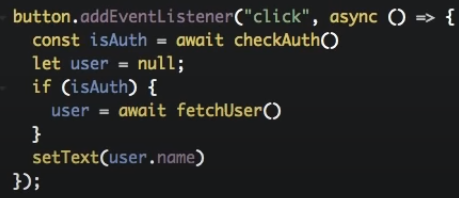 button.addEventListener("click", async () => {
  const isAuth = await checkAuth()
  let user = null;
  if (isAuth) {
    user = await fetchUser()
  }
  setText(user.name)
});